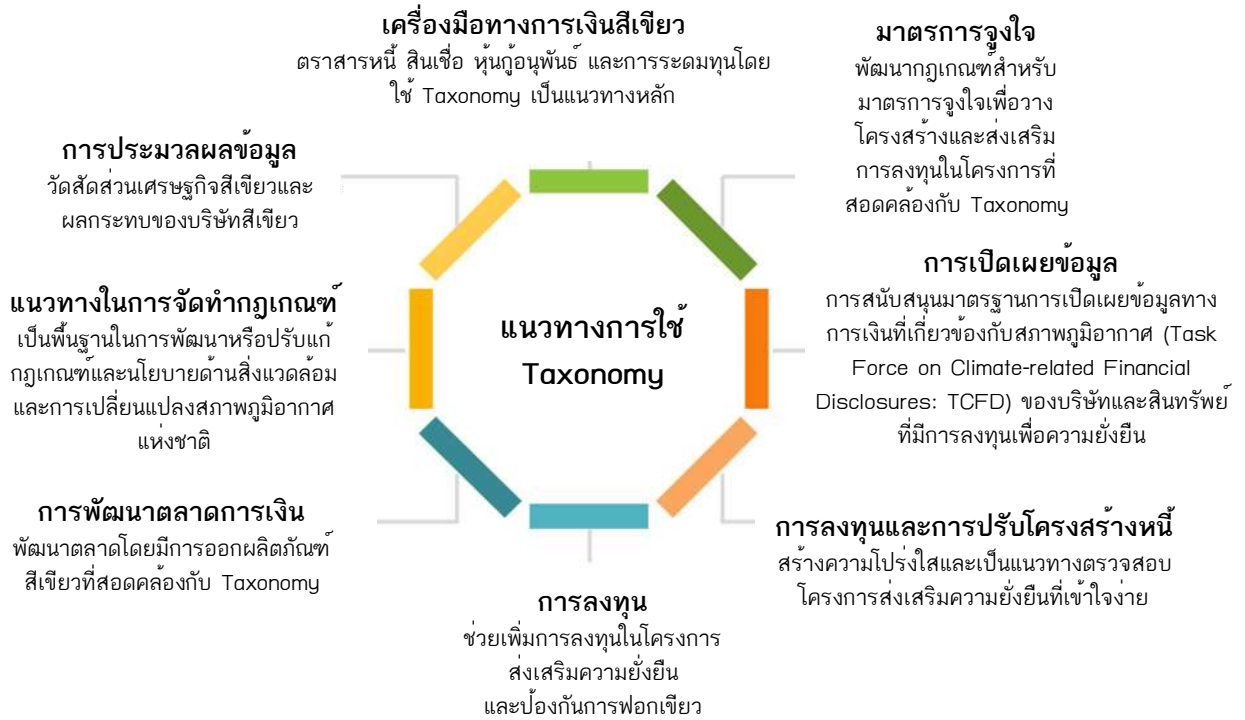 เครื่องมือทางการเงินสีเขียว
ตราสารหนี้ สินเชื่อ หุ้นกู้อนุพันธ์ และการระดมทุนโดย
ใช้ Taxonomy เป็นแนวทางหลัก
มาตรการจูงใจ
พัฒนากฎเกณฑ์สำหรับ
มาตรการจูงใจเพื่อวาง
โครงสร้างและส่งเสริม
การลงทุนในโครงการที่
สอดคล้องกับ Taxonomy
การประมวลผลข้อมูล
วัดสัดส่วนเศรษฐกิจสีเขียวและ
ผลกระทบของบริษัทสีเขียว
การเปิดเผยข้อมูล
การสนับสนุนมาตรฐานการเปิดเผยข้อมูลทาง
การเงินที่เกี่ยวข้องกับสภาพภูมิอากาศ (Task
Force on Climate-related Financial
Disclosures: TCFD) ของบริษัทและสินทรัพย์
ที่มีการลงทุนเพื่อความยั่งยืน
แนวทางในการจัดทำกฎเกณฑ์
เป็นพื้นฐานในการพัฒนาหรือปรับแก้
กฎเกณฑ์และนโยบายด้านสิ่งแวดล้อม
และการเปลี่ยนแปลงสภาพภูมิอากาศ
แห่งชาติ
แนวทางการใช้
Taxonomy
การพัฒนาตลาดการเงิน
พัฒนาตลาดโดยมีการออกผลิตภัณฑ์
สีเขียวที่สอดคล้องกับ Taxonomy
การลงทุนและการปรับโครงสร้างหนี้
สร้างความโปร่งใสและเป็นแนวทางตรวจสอบ
โครงการส่งเสริมความยั่งยืนที่เข้าใจง่าย
การลงทุน
ช่วยเพิ่มการลงทุนในโครงการ
ส่งเสริมความยั่งยืน
และป้องกันการฟอกเขียว